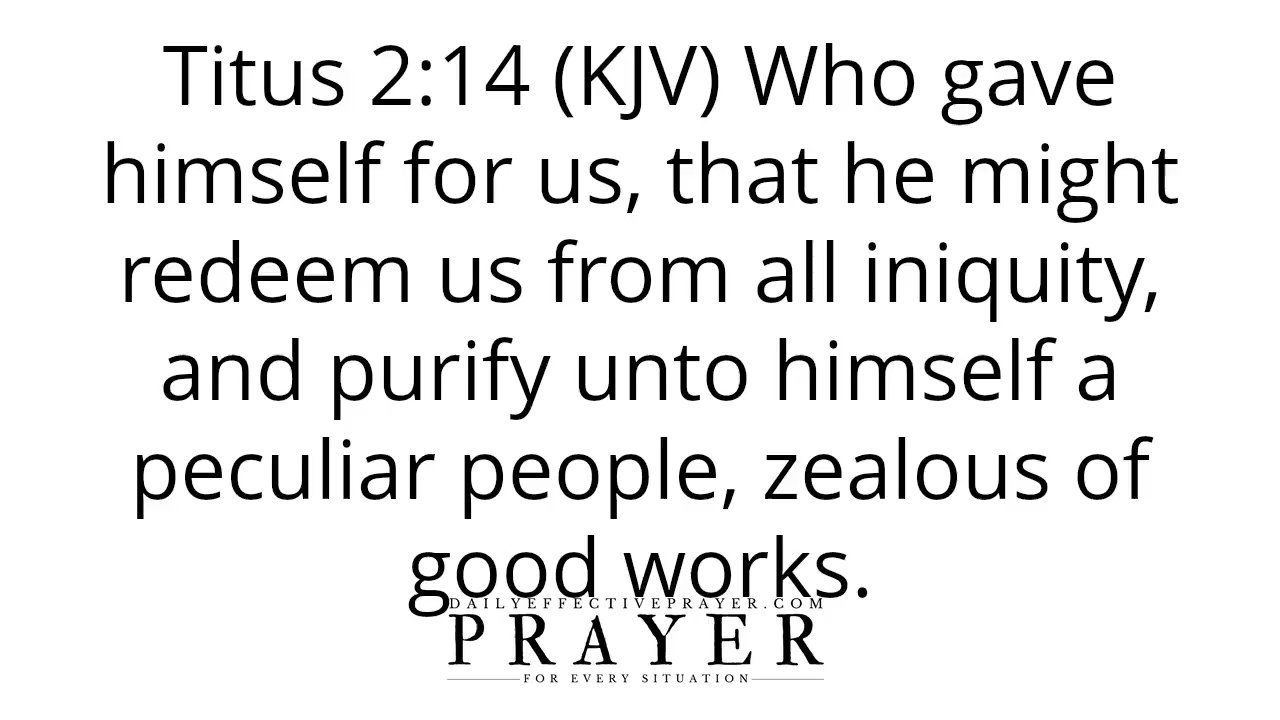 Titus 2:14 (KJV) Who gave
himself for us, that he might
redeem us from all iniquity,
and purify unto himself a
peculiar people, zealous of
good works.
DAILYEFFECTIVEPRAYER.COM
PRAYER
FOR EVERY SITUATION